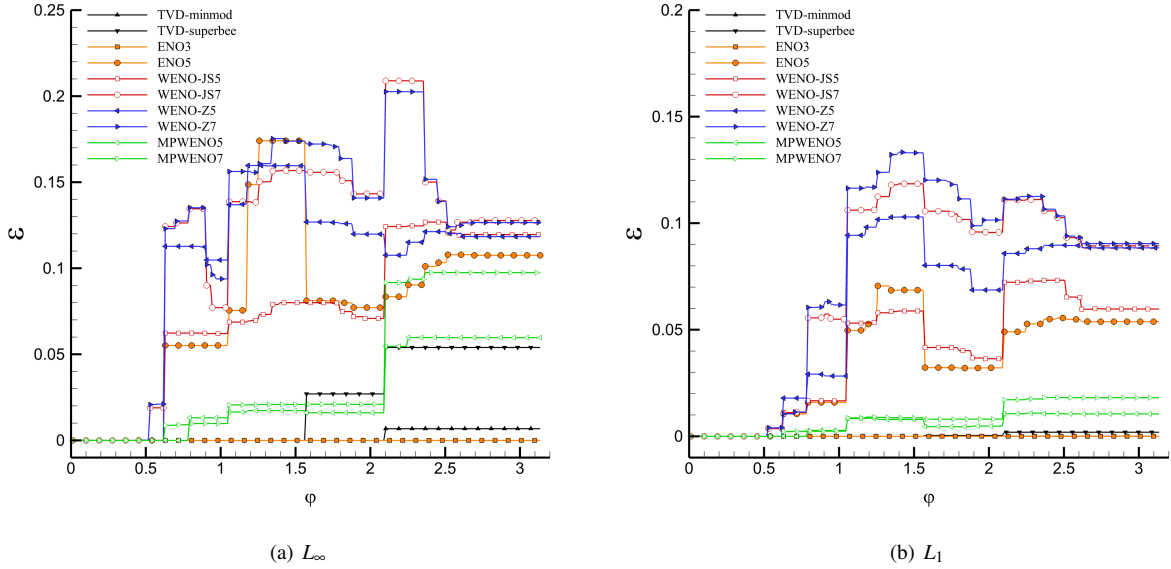 TVD-minmod
TVD-superbee
ENO3
ENO5
WENO-JS5
WENO-JS7
WENO-Z5
WENO-Z7
MPWENO5
MPWENO7
0.25
0.2
0.15
0.1
0.05
0
ε
0 0.5 1 1.5 2 2.5 3
φ
(a) L∞
TVD-minmod
TVD-superbee
ENO3
ENO5
WENO-JS5
WENO-JS7
WENO-Z5
WENO-Z7
MPWENO5
MPWENO7
0.2
0.15
0.1
0.05
0
ε
0 0.5 1 1.5 2 2.5 3
φ
(b) L1